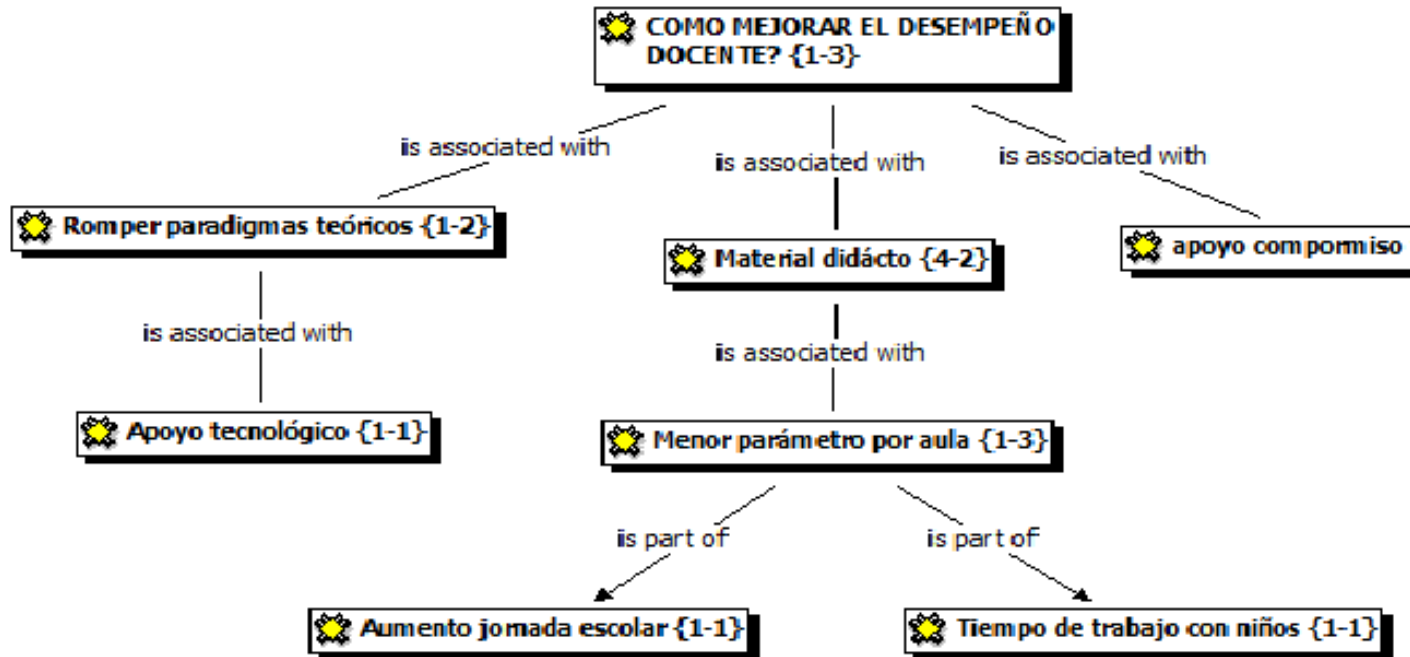 COMO MEJORAR EL DESEMPEÑO
DOCENTE? {1-3}
is associated with
is associated with
is associated with
Romper paradigmas teóricos {1-2}
Material didácto {4-2}
apoyo compormiso
is associated with
is associated with
Apoyo tecnológico {1-1}
Menor parámetro por aula {1-3}
is part of
is part of
Aumento jornada escolar {1-1}
Tiempo de trabajo con niños {1-1}